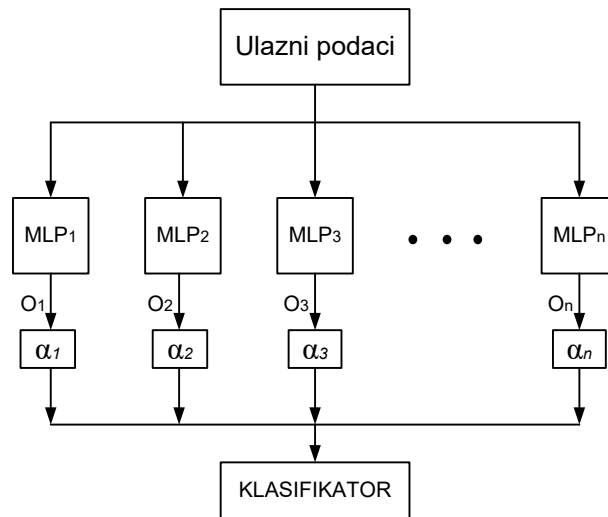 Ulazni podaci
MLP₁ MLP₂ MLP₃ • • • MLPn
O₁ O₂ O₃ On
α₁ α₂ α₃ αn
KLASIFIKATOR